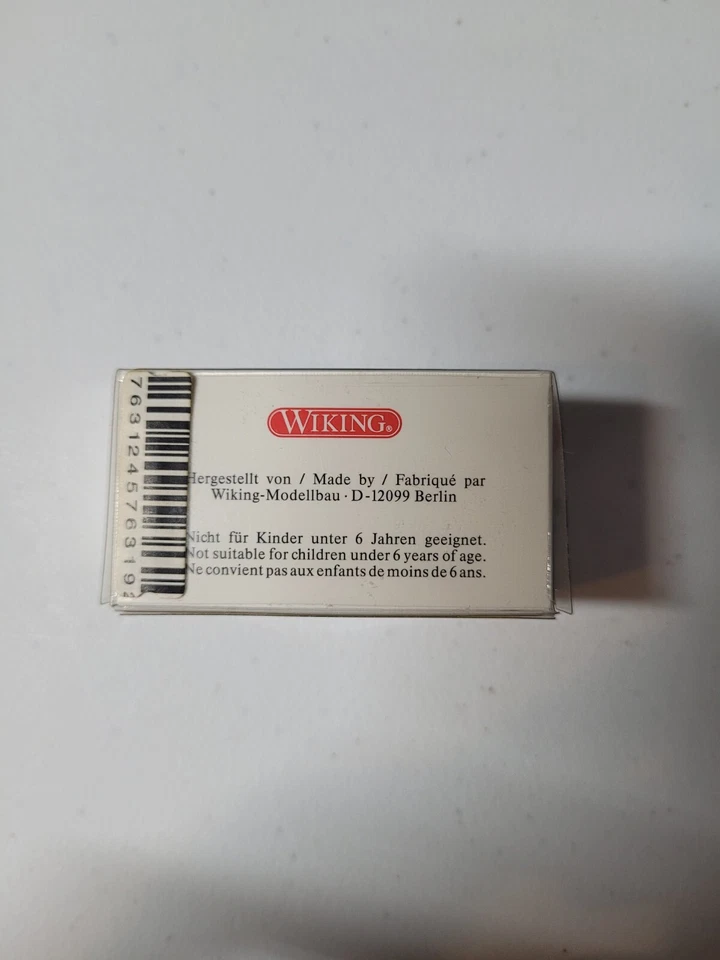 763124576319
WIKING®
Hergestellt von / Made by / Fabriqué par
Wiking-Modellbau · D-12099 Berlin
Nicht für Kinder unter 6 Jahren geeignet.
Not suitable for children under 6 years of age.
Ne convient pas aux enfants de moins de 6 ans.